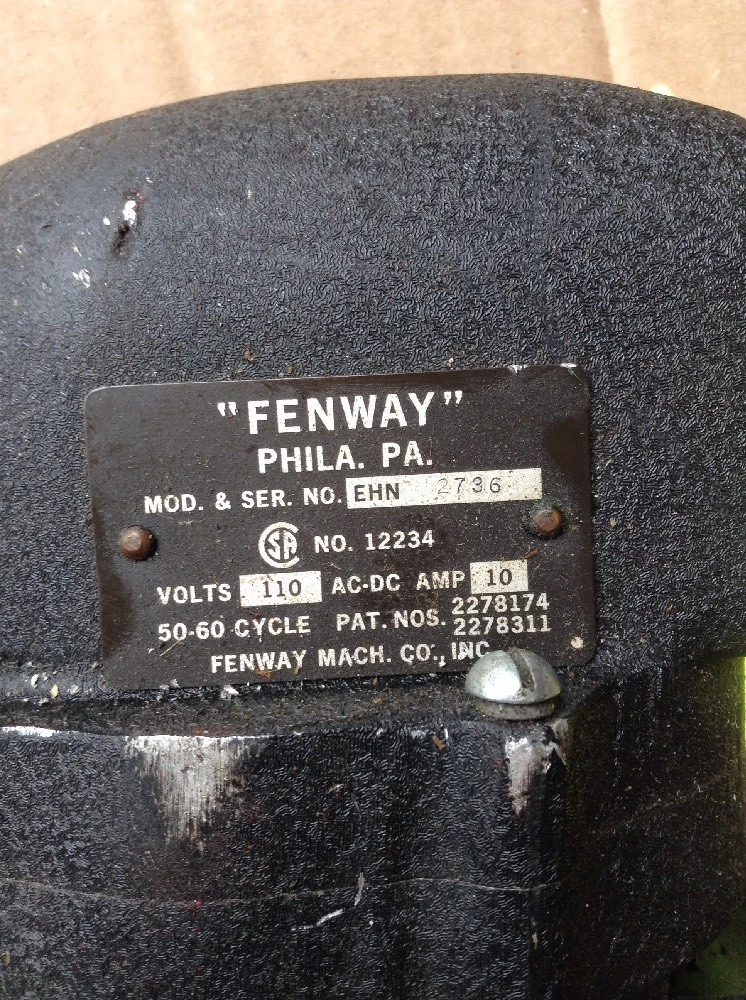 "FENWAY"
PHILA. PA.
MOD. & SER. NO. EHN 2736
CSA NO. 12234
VOLTS 110 AC-DC AMP 10
50-60 CYCLE PAT. NOS. 2278174
2278311
FENWAY MACH. CO., INC